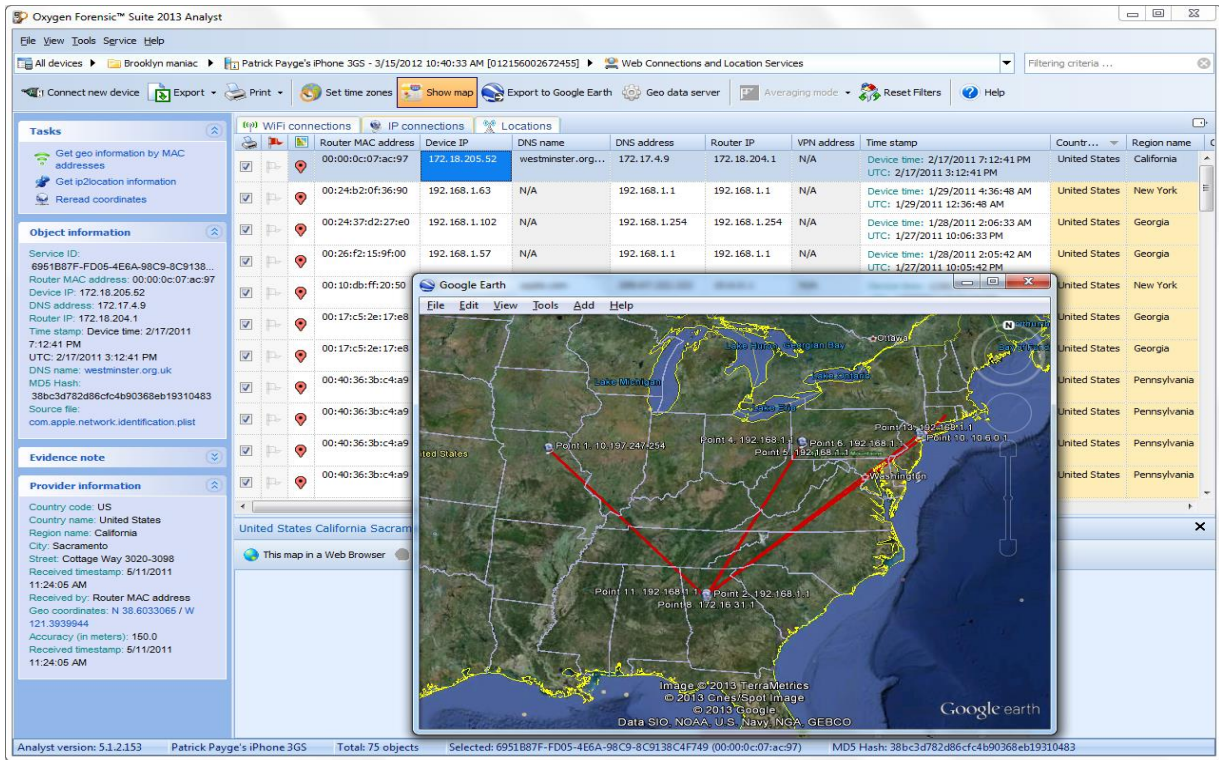 Oxygen Forensic™ Suite 2013 Analyst
File View Tools Service Help
All devices Brooklyn maniac Patrick Payge's iPhone 3GS - 3/15/2012 10:40:33 AM [012156002672455] Web Connections and Location Services Filtering criteria ...
Connect new device Export Print Set time zones Show map Export to Google Earth Geo data server Averaging mode Reset Filters Help
Tasks
Get geo information by MAC
addresses
Get ip2location information
Reread coordinates
Object information
Service ID:
6951B87F-FD05-4E6A-98C9-8C9138...
Router MAC address: 00:00:0c:07:ac:97
Device IP: 172.18.205.52
DNS address: 172.17.4.9
Router IP: 172.18.204.1
Time stamp: Device time: 2/17/2011
7:12:41 PM
UTC: 2/17/2011 3:12:41 PM
DNS name: westminster.org.uk
MD5 Hash:
38bc3d782d86cfc4b90368eb19310483
Source file:
com.apple.network.identification.plist
Evidence note
Provider information
Country code: US
Country name: United States
Region name: California
City: Sacramento
Street: Cottage Way 3020-3098
Received timestamp: 5/11/2011
11:24:05 AM
Received by: Router MAC address
Geo coordinates: N 38.6033065 / W
121.3939944
Accuracy (in meters): 150.0
Received timestamp: 5/11/2011
11:24:05 AM
WiFi connections IP connections Locations
Router MAC address Device IP DNS name DNS address Router IP VPN address Time stamp Countr... Region name
00:00:0c:07:ac:97 172.18.205.52 westminster.org... 172.17.4.9 172.18.204.1 N/A Device time: 2/17/2011 7:12:41 PM United States California
UTC: 2/17/2011 3:12:41 PM
00:24:b2:0f:36:90 192.168.1.63 N/A 192.168.1.1 192.168.1.1 N/A Device time: 1/29/2011 4:36:48 AM United States New York
UTC: 1/29/2011 12:36:48 AM
00:24:37:d2:27:e0 192.168.1.102 N/A 192.168.1.254 192.168.1.254 N/A Device time: 1/28/2011 2:06:33 AM United States Georgia
UTC: 1/27/2011 10:06:33 PM
00:26:f2:15:9f:00 192.168.1.57 N/A 192.168.1.1 192.168.1.1 N/A Device time: 1/28/2011 2:05:42 AM United States Georgia
UTC: 1/27/2011 10:05:42 PM
00:10:db:ff:20:50 United States New York
00:17:c5:2e:17:e8 United States Georgia
00:17:c5:2e:17:e8 United States Georgia
00:40:36:3b:c4:a9 United States Pennsylvania
00:40:36:3b:c4:a9 United States Pennsylvania
00:40:36:3b:c4:a9 United States Pennsylvania
00:40:36:3b:c4:a9 United States Pennsylvania
United States California Sacram
This map in a Web Browser
Google Earth
File Edit View Tools Add Help
N
Ottawa
Lake Huron Georgian Bay
Lake Michigan
Lake Ontario
Lake Erie
Point 13, 192.168.1.1
Point 1, 10.197.247.254
Point 4, 192.168.1.1
Point 6, 192.168.1.1
Point 10, 10.6.0.1
ited States
Point 5, 192.168.1.1
Washington
Point 11, 192.168.1.1
Point 2, 192.168.1.1
Point 8, 172.16.31.1
Image © 2013 TerraMetrics
© 2013 Cnes/Spot Image
© 2013 Google
Data SIO, NOAA, U.S. Navy, NGA, GEBCO
Google earth
Analyst version: 5.1.2.153 Patrick Payge's iPhone 3GS Total: 75 objects Selected: 6951B87F-FD05-4E6A-98C9-8C9138C4F749 (00:00:0c:07:ac:97) MD5 Hash: 38bc3d782d86cfc4b90368eb19310483